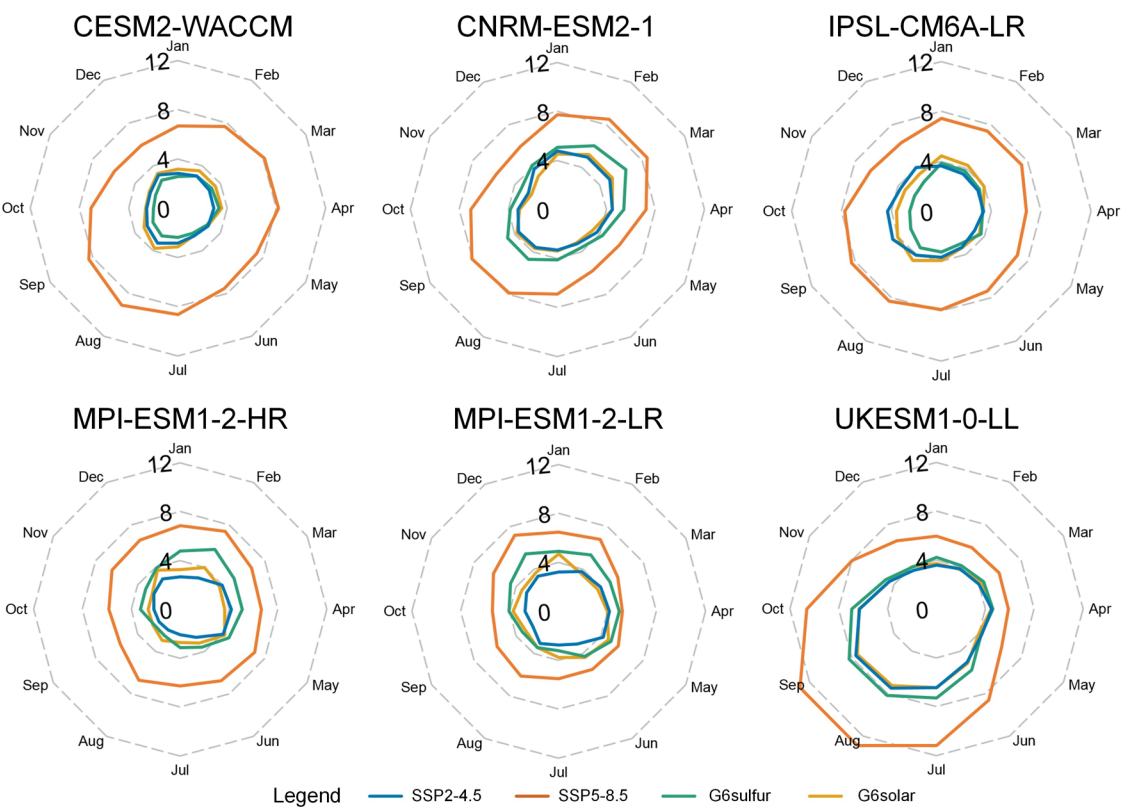 CESM2-WACCM
CNRM-ESM2-1
IPSL-CM6A-LR
Jan
Feb
Mar
Apr
May
Jun
Jul
Aug
Sep
Oct
Nov
Dec
12
8
4
0
Jan
Feb
Mar
Apr
May
Jun
Jul
Aug
Sep
Oct
Nov
Dec
12
8
4
0
Jan
Feb
Mar
Apr
May
Jun
Jul
Aug
Sep
Oct
Nov
Dec
12
8
4
0
MPI-ESM1-2-HR
MPI-ESM1-2-LR
UKESM1-0-LL
Jan
Feb
Mar
Apr
May
Jun
Jul
Aug
Sep
Oct
Nov
Dec
12
8
4
0
Jan
Feb
Mar
Apr
May
Jun
Jul
Aug
Sep
Oct
Nov
Dec
12
8
4
0
Jan
Feb
Mar
Apr
May
Jun
Jul
Aug
Sep
Oct
Nov
Dec
12
8
4
0
Legend SSP2-4.5 SSP5-8.5 G6sulfur G6solar